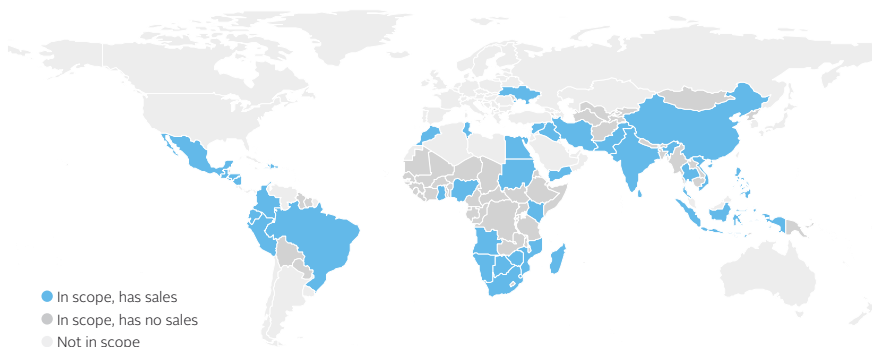 In scope, has sales
In scope, has no sales
Not in scope